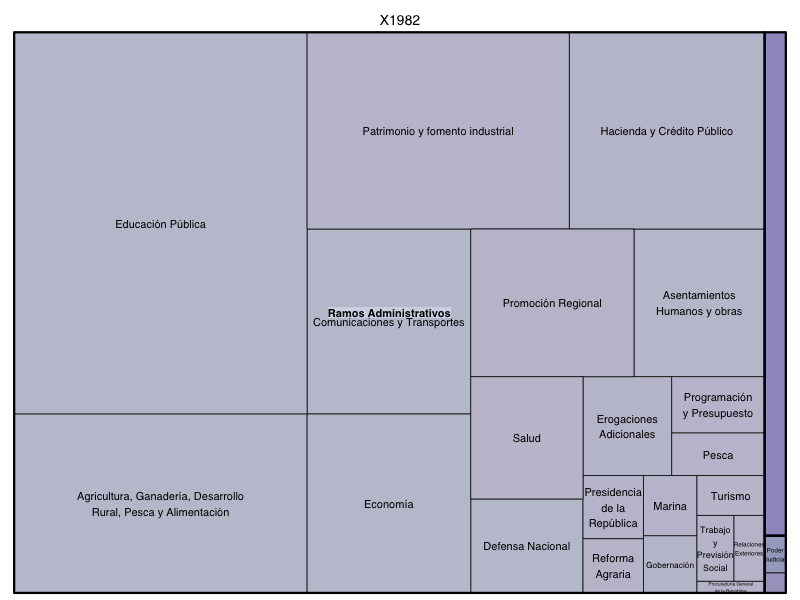 X1982
Patrimonio y fomento industrial
Hacienda y Crédito Público
Educación Pública
Ramos Administrativos
Comunicaciones y Transportes
Promoción Regional
Asentamientos
Humanos y obras
Salud
Erogaciones
Adicionales
Programación
y Presupuesto
Pesca
Agricultura, Ganadería, Desarrollo
Rural, Pesca y Alimentación
Economía
Defensa Nacional
Presidencia
de la
República
Marina
Turismo
Reforma
Agraria
Gobernación
Trabajo
y
Previsión
Social
Relaciones
Exteriores
Procuraduría General
de la República
Poder
Judicial